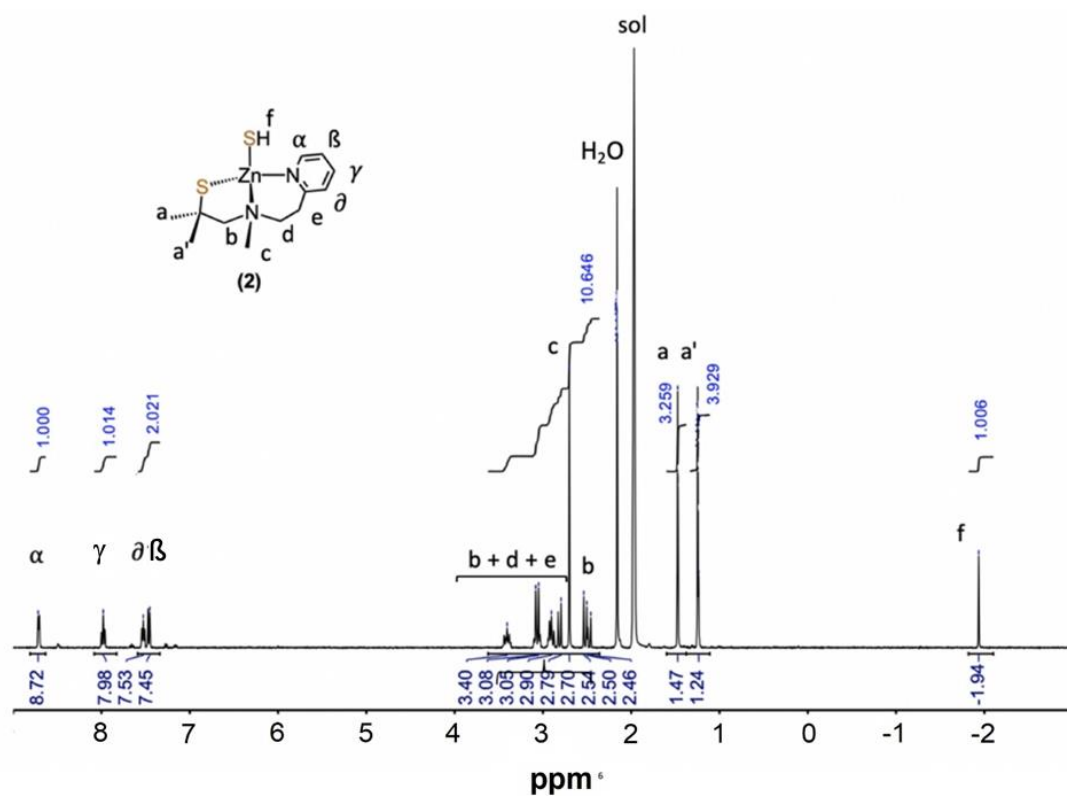 sol
H₂O
SH
f
α
ß
S
Zn
N
γ
a
e
∂
N
b
d
a'
c
(2)
10.646
c
a a'
3.259
3.929
1.000
1.014
2.021
1.006
α
γ
∂ ß
b + d + e
b
f
8.72
7.98
7.53
7.45
3.40
3.08
3.05
2.90
2.79
2.70
2.54
2.50
2.46
1.47
1.24
-1.94
8 7 6 5 4 3 2 1 0 -1 -2
ppm 6